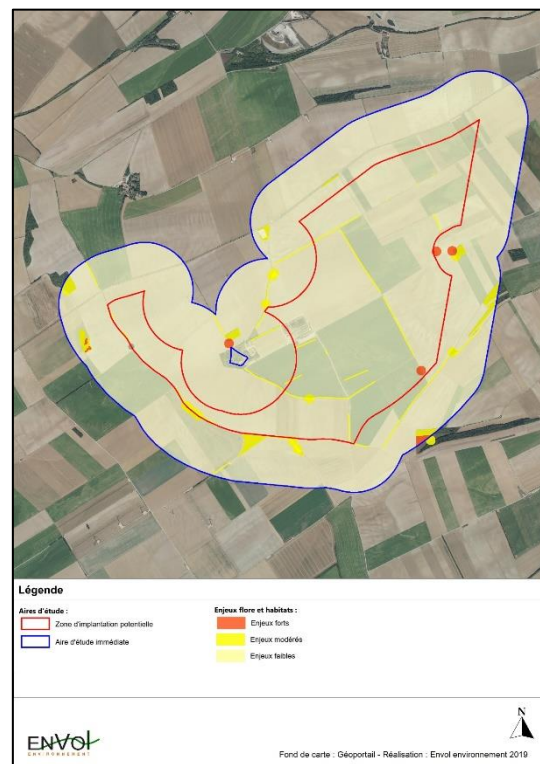 Légende
Aires d'étude :
Zone d'implantation potentielle
Aire d'étude immédiate
Enjeux flore et habitats :
Enjeux forts
Enjeux modérés
Enjeux faibles
N
ENVOL
ENVIRONNEMENT
Fond de carte : Géoportail - Réalisation : Envol environnement 2019